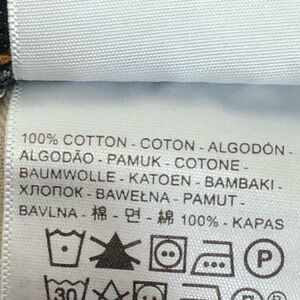 100% COTTON - COTON - ALGODÓN -
ALGODÃO - PAMUK - COTONE -
BAUMWOLLE - KATOEN - BAMBAKI -
ХЛОПОК - BAWEŁNA - PAMUT -
BAVLNA - 棉 - 면 - 綿 100% - KAPAS
P
30